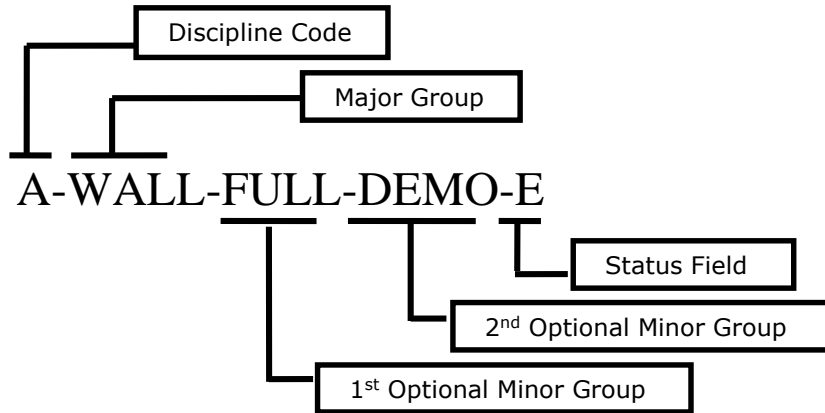 Discipline Code
Major Group
A-WALL-FULL-DEMO-E
Status Field
2nd Optional Minor Group
1st Optional Minor Group